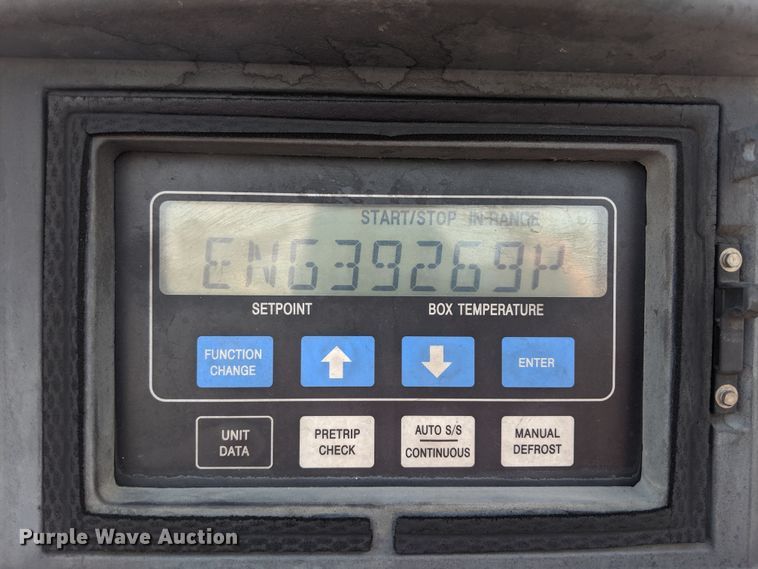 START/STOP IN-RANGE
ENG39269H
SETPOINT BOX TEMPERATURE
FUNCTION CHANGE
ENTER
UNIT DATA
PRETRIP CHECK
AUTO S/S
CONTINUOUS
MANUAL DEFROST
Purple Wave Auction